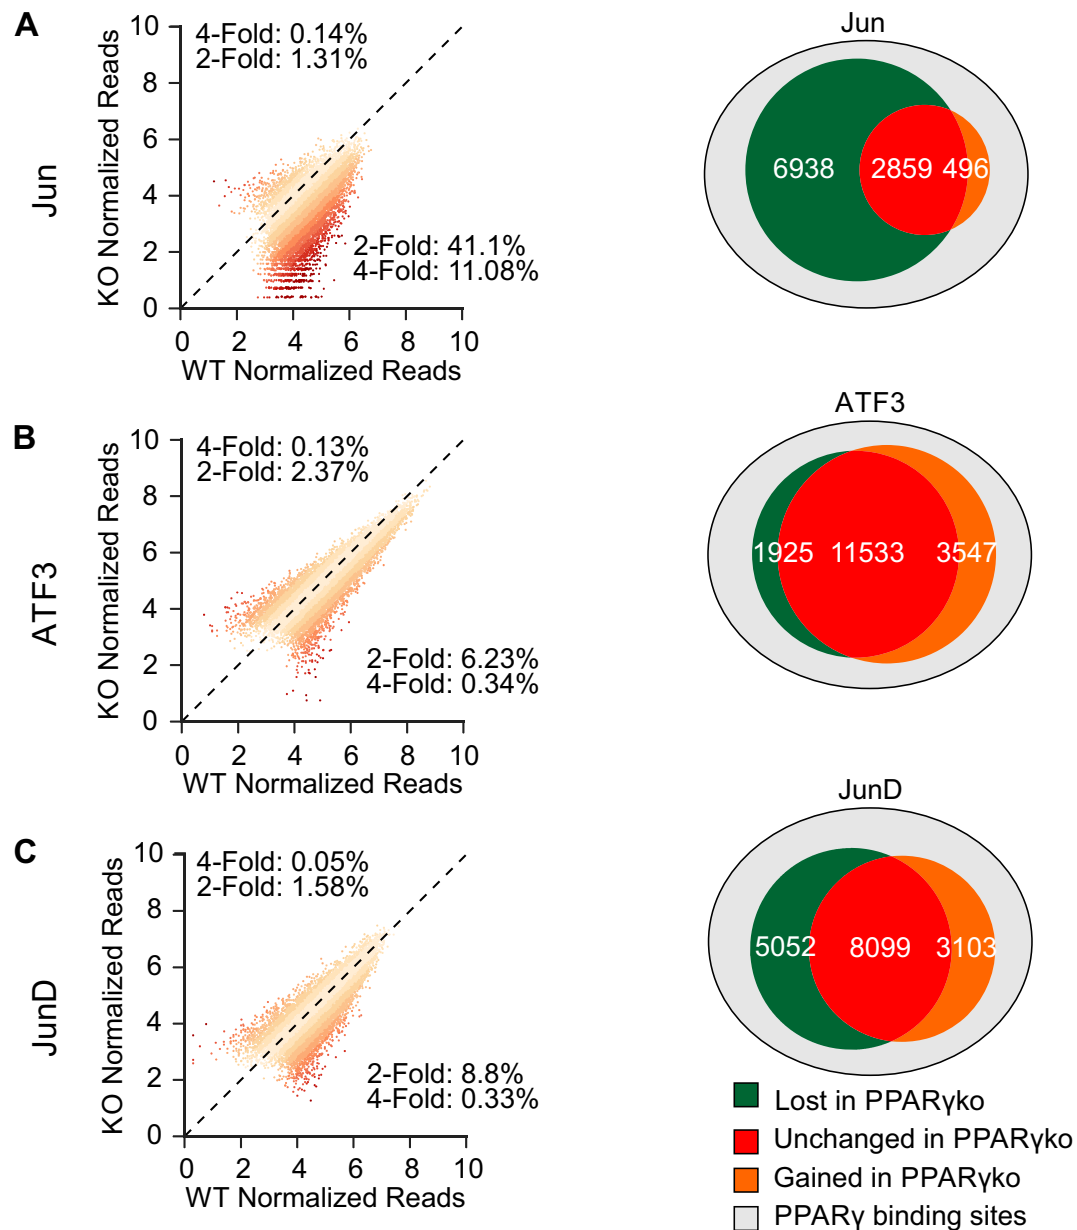 A
Jun
KO Normalized Reads
10
8
6
4
2
0
4-Fold: 0.14%
2-Fold: 1.31%
2-Fold: 41.1%
4-Fold: 11.08%
0 2 4 6 8 10
WT Normalized Reads
Jun
6938 2859 496
B
ATF3
KO Normalized Reads
10
8
6
4
2
0
4-Fold: 0.13%
2-Fold: 2.37%
2-Fold: 6.23%
4-Fold: 0.34%
0 2 4 6 8 10
WT Normalized Reads
ATF3
1925 11533 3547
C
JunD
KO Normalized Reads
10
8
6
4
2
0
4-Fold: 0.05%
2-Fold: 1.58%
2-Fold: 8.8%
4-Fold: 0.33%
0 2 4 6 8 10
WT Normalized Reads
JunD
5052 8099 3103
Lost in PPARγko
Unchanged in PPARγko
Gained in PPARγko
PPARγ binding sites